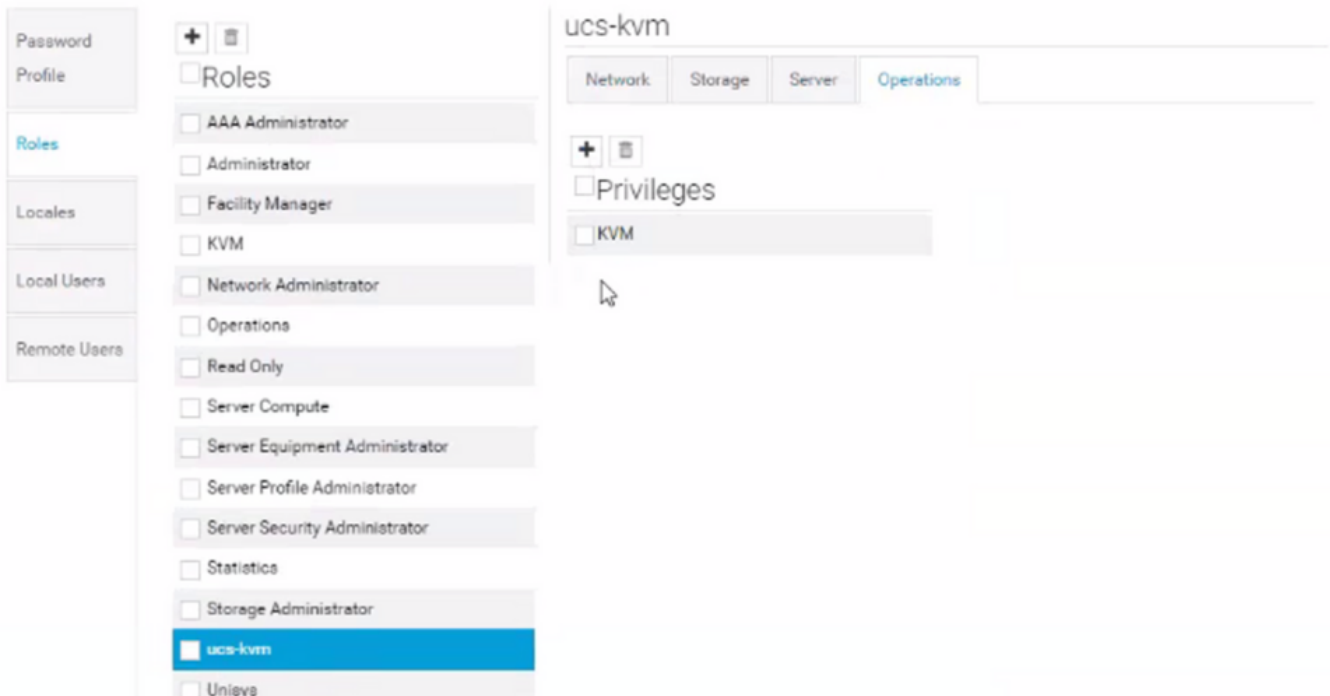 Password
Profile
Roles
Locales
Local Users
Remote Users
Roles
AAA Administrator
Administrator
Facility Manager
KVM
Network Administrator
Operations
Read Only
Server Compute
Server Equipment Administrator
Server Profile Administrator
Server Security Administrator
Statistics
Storage Administrator
ucs-kvm
Unisys
ucs-kvm
Network Storage Server Operations
Privileges
KVM